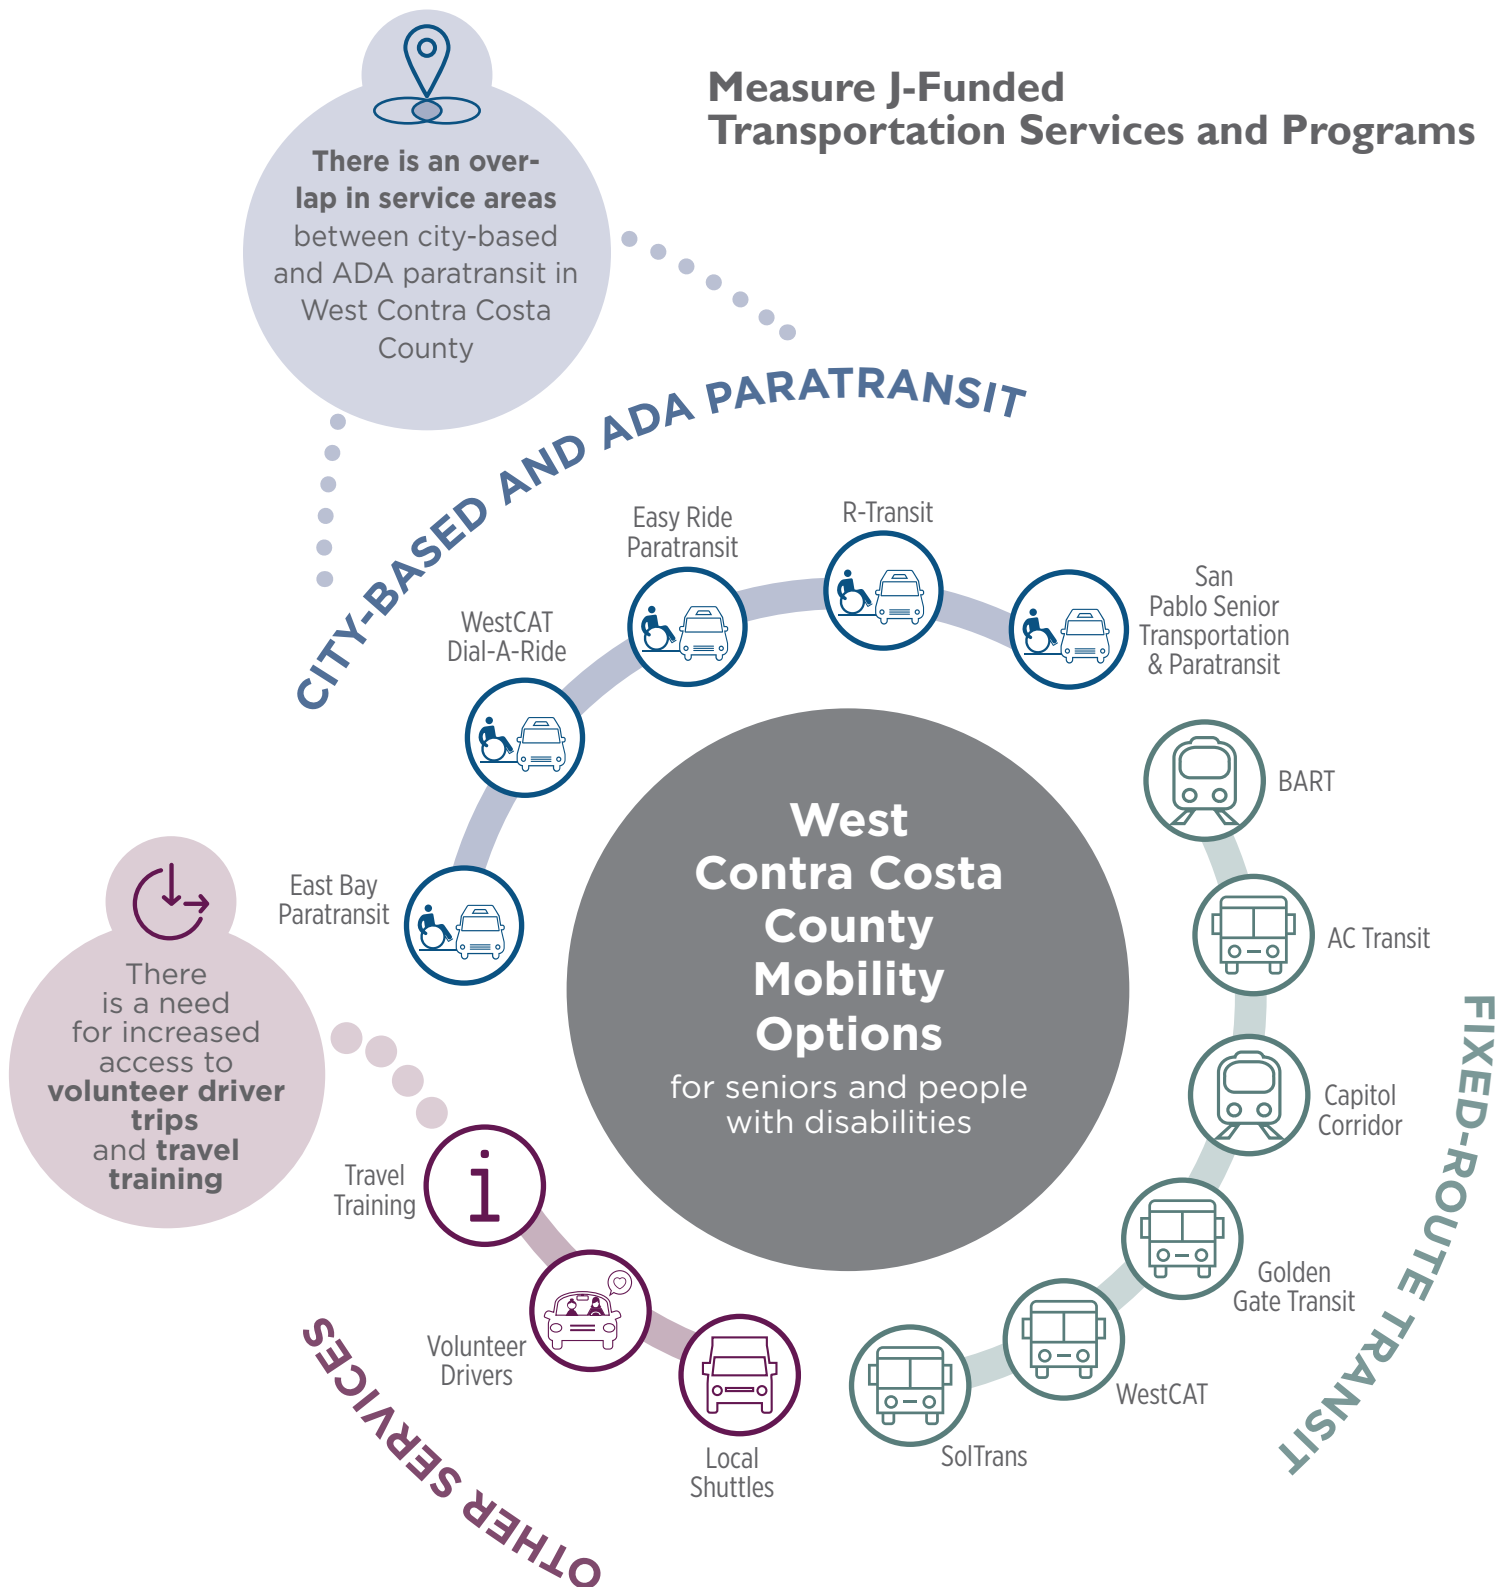 Measure J-Funded
Transportation Services and Programs
There is an over-
lap in service areas
between city-based
and ADA paratransit in
West Contra Costa
County
CITY-BASED AND ADA PARATRANSIT
R-Transit
Easy Ride
Paratransit
San
Pablo Senior
Transportation
& Paratransit
WestCAT
Dial-A-Ride
East Bay
Paratransit
West
Contra Costa
County
Mobility
Options
for seniors and people
with disabilities
BART
AC Transit
Capitol
Corridor
Golden
Gate Transit
WestCAT
SolTrans
FIXED-ROUTE TRANSIT
There
is a need
for increased
access to
volunteer driver
trips
and travel
training
Travel
Training
i
Volunteer
Drivers
Local
Shuttles
OTHER SERVICES